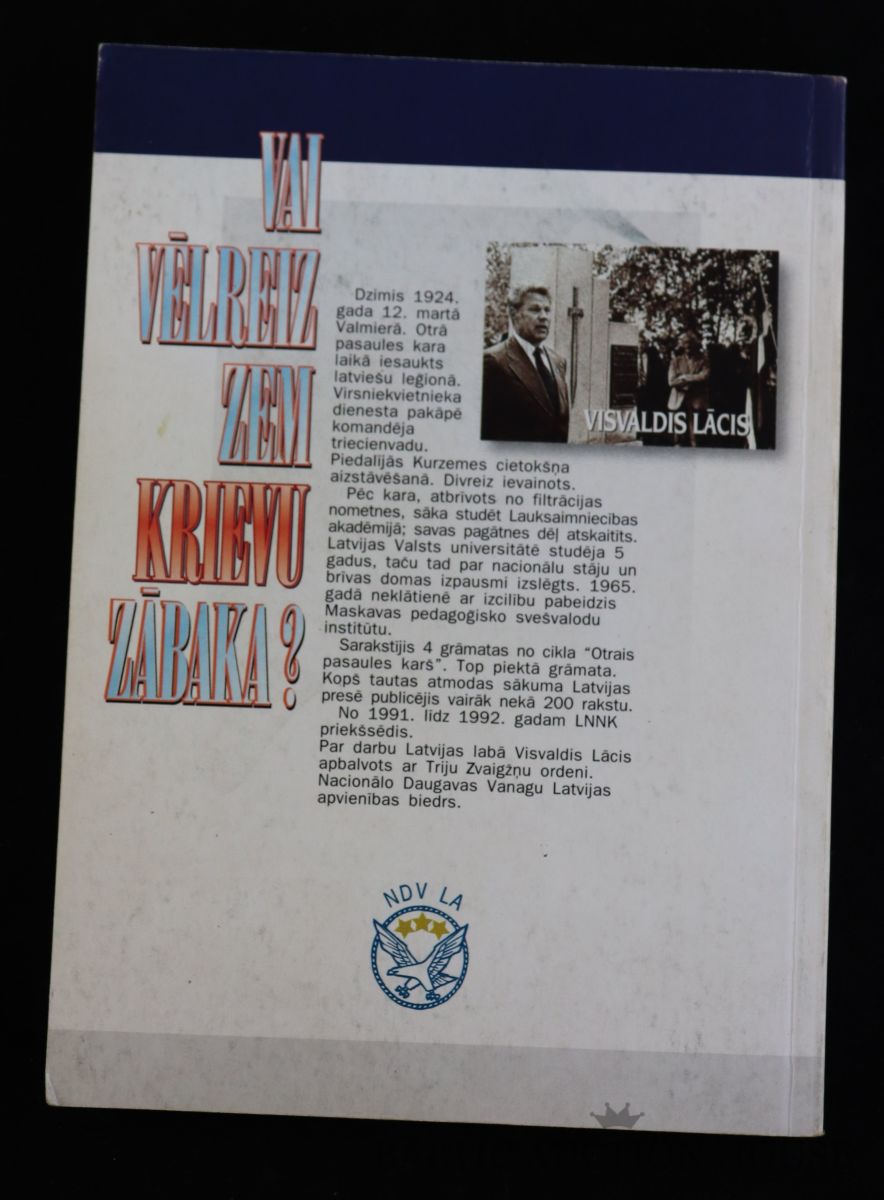 VAI
VĒLREIZ
ZEM
KRIEVU
ZĀBAKA?
VISVALDIS LĀCIS
Dzimis 1924.
gada 12. martā
Valmierā. Otrā
pasaules kara
laikā iesaukts
latviešu leģionā.
Virsniekvietnieka
dienesta pakāpē
komandēja
triecienvadu.
Piedalījās Kurzemes cietokšņa
aizstāvēšanā. Divreiz ievainots.
Pēc kara, atbrīvots no filtrācijas
nometnes, sāka studēt Lauksaimniecības
akadēmijā; savas pagātnes dēļ atskaitīts.
Latvijas Valsts universitātē studēja 5
gadus, taču tad par nacionālu stāju un
brīvas domas izpausmi izslēgts. 1965.
gadā neklātienē ar izcilību pabeidzis
Maskavas pedagoģisko svešvalodu
institūtu.
Sarakstījis 4 grāmatas no cikla "Otrais
pasaules karš". Top piektā grāmata.
Kopš tautas atmodas sākuma Latvijas
presē publicējis vairāk nekā 200 rakstu.
No 1991. līdz 1992. gadam LNNK
priekšsēdis.
Par darbu Latvijas labā Visvaldis Lācis
apbalvots ar Triju Zvaigžņu ordeni.
Nacionālo Daugavas Vanagu Latvijas
apvienības biedrs.
NDV LA